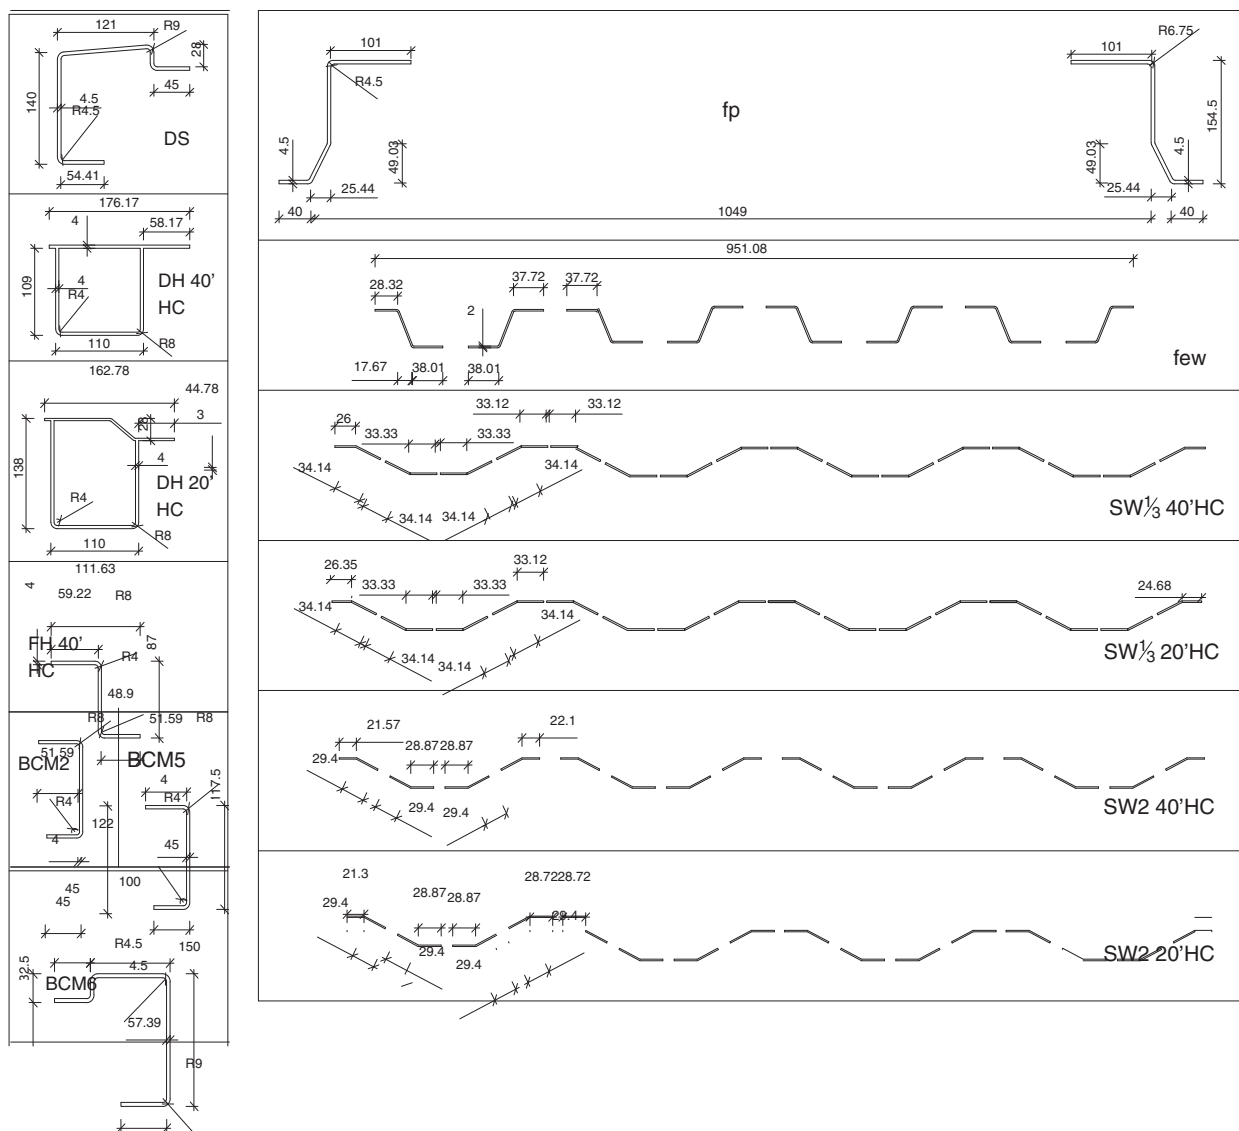 121
R9
28
45
140
4.5
R4.5
DS
54.41
176.17
4
58.17
109
4
R4
DH 40'
HC
110
R8
162.78
44.78
28
3
138
4
DH 20'
HC
R4
R8
110
111.63
4
59.22
R8
FH 40'
HC
R4
87
48.9
R8
51.59
R8
51.59
BCM2
BCM5
4
R4
R4
117.5
4
122
45
100
45
45
R4.5
150
32.5
BCM6
4.5
57.39
R9
101
R4.5
fp
101
R6.75
154.5
4.5
49.03
25.44
49.03
4.5
25.44
40
1049
40
951.08
28.32
37.72
37.72
2
17.67
38.01
38.01
few
26
33.12
33.12
33.33
33.33
34.14
34.14
34.14
34.14
SW⅓ 40'HC
26.35
33.12
33.33
33.33
24.68
34.14
34.14
34.14
34.14
SW⅓ 20'HC
21.57
22.1
28.87
28.87
29.4
29.4
29.4
SW2 40'HC
21.3
28.72
28.72
28.87
28.87
29.4
29.4
29.4
29.4
SW2 20'HC